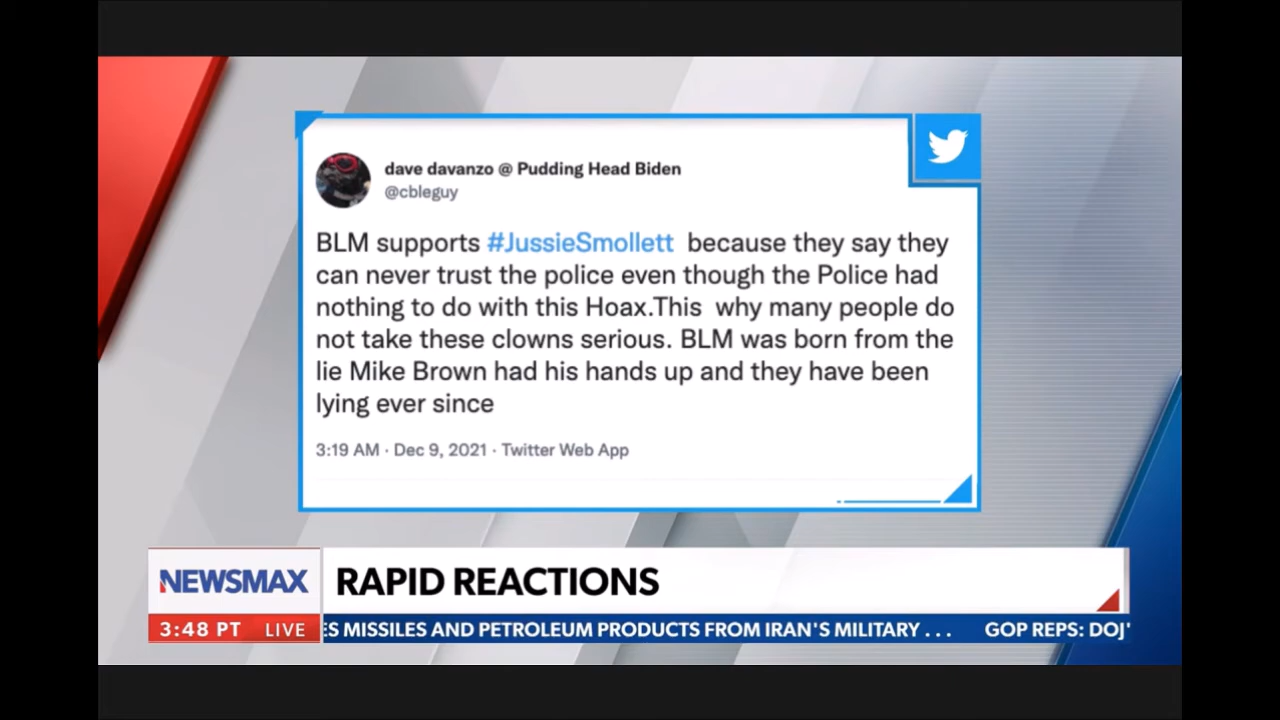 dave davanzo @ Pudding Head Biden
@cbleguy
BLM supports #JussieSmollett because they say they
can never trust the police even though the Police had
nothing to do with this Hoax.This why many people do
not take these clowns serious. BLM was born from the
lie Mike Brown had his hands up and they have been
lying ever since
3:19 AM · Dec 9, 2021 · Twitter Web App
NEWSMAX
RAPID REACTIONS
3:48 PT LIVE
ES MISSILES AND PETROLEUM PRODUCTS FROM IRAN'S MILITARY . . . GOP REPS: DOJ'